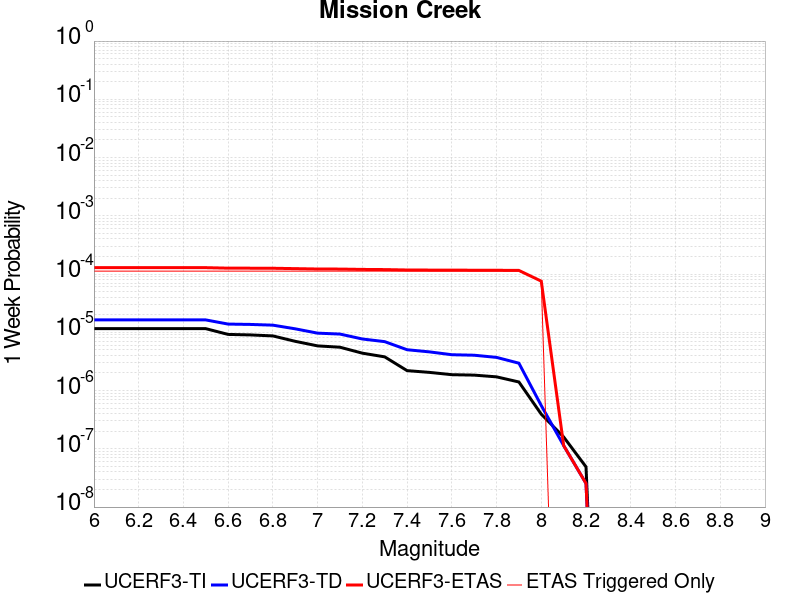 Mission Creek
10^0
10^-1
10^-2
10^-3
10^-4
10^-5
10^-6
10^-7
10^-8
1 Week Probability
6 6.2 6.4 6.6 6.8 7 7.2 7.4 7.6 7.8 8 8.2 8.4 8.6 8.8 9
Magnitude
UCERF3-TI UCERF3-TD UCERF3-ETAS ETAS Triggered Only